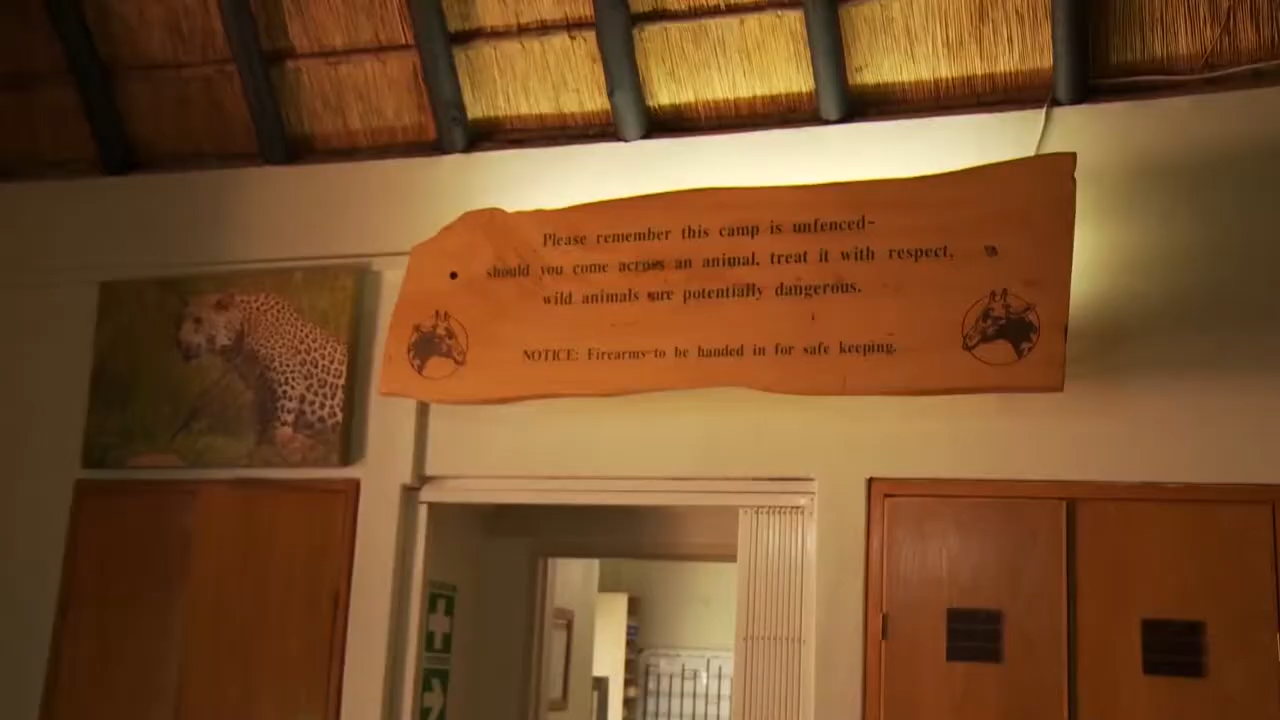 Please remember this camp is unfenced-
should you come across an animal. treat it with respect,
wild animals are potentially dangerous.
NOTICE: Firearms to be handed in for safe keeping.